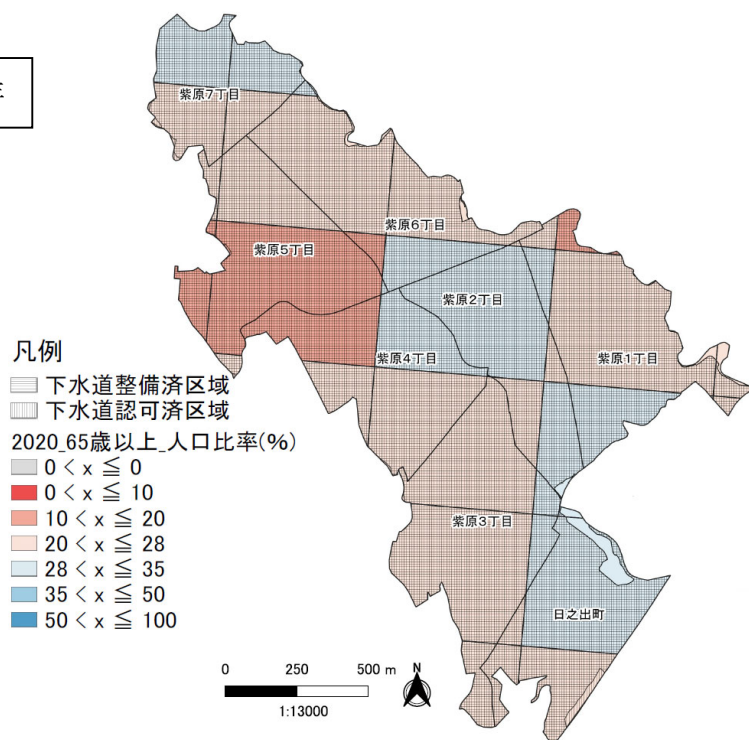 紫原7丁目
紫原6丁目
紫原5丁目
紫原2丁目
紫原4丁目
紫原1丁目
紫原3丁目
日之出町
凡例
下水道整備済区域
下水道認可済区域
2020_65歳以上_人口比率(%)
0 < x ≦ 0
0 < x ≦ 10
10 < x ≦ 20
20 < x ≦ 28
28 < x ≦ 35
35 < x ≦ 50
50 < x ≦ 100
0 250 500 m
N
1:13000